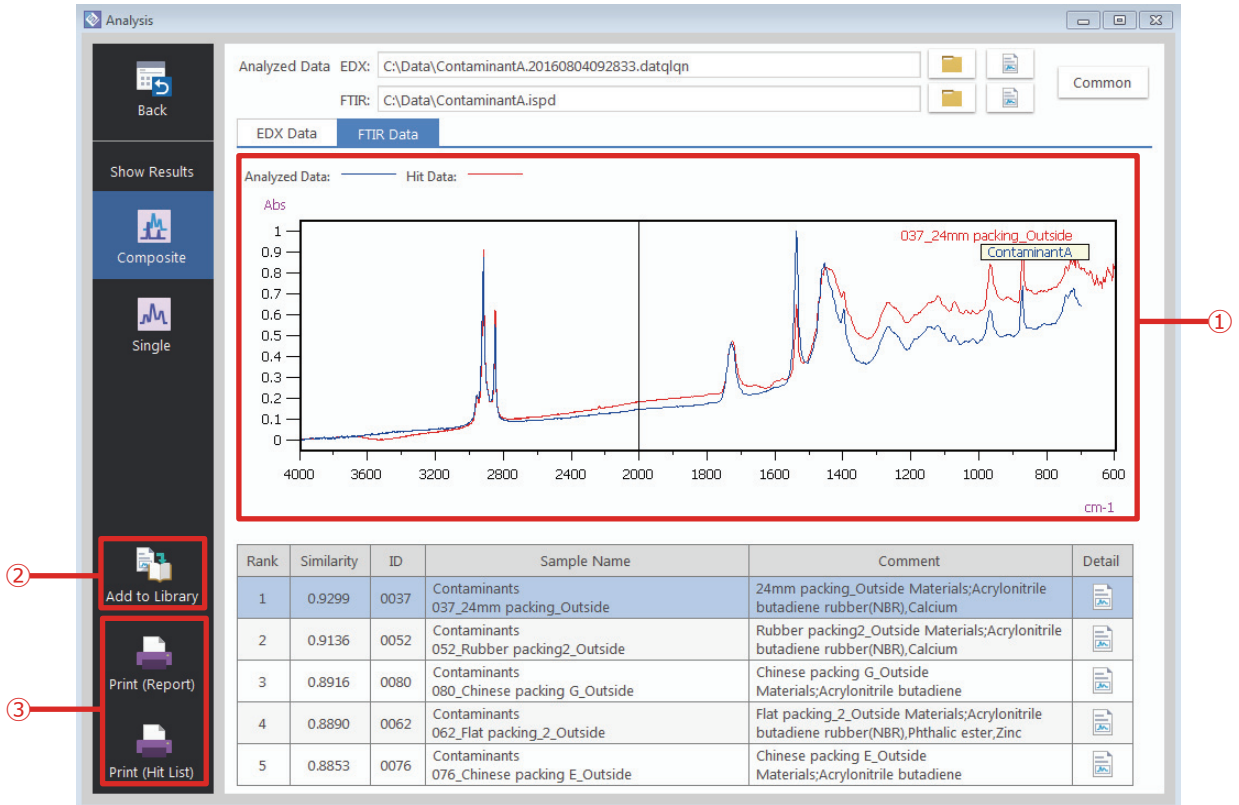 Analysis
Back
Show Results
Composite
Single
Add to Library
Print (Report)
Print (Hit List)
Analyzed Data EDX: C:\Data\ContaminantA.20160804092833.datqlqn
FTIR: C:\Data\ContaminantA.ispd
Common
EDX Data FTIR Data
Analyzed Data: Hit Data:
Abs
037_24mm packing_Outside
ContaminantA
1
0.9
0.8
0.7
0.6
0.5
0.4
0.3
0.2
0.1
0
4000 3600 3200 2800 2400 2000 1800 1600 1400 1200 1000 800 600
cm-1
①
②
③
Rank Similarity ID Sample Name Comment Detail
1 0.9299 0037 Contaminants
037_24mm packing_Outside
24mm packing_Outside Materials;Acrylonitrile
butadiene rubber(NBR),Calcium
2 0.9136 0052 Contaminants
052_Rubber packing2_Outside
Rubber packing2_Outside Materials;Acrylonitrile
butadiene rubber(NBR),Calcium
3 0.8916 0080 Contaminants
080_Chinese packing G_Outside
Chinese packing G_Outside
Materials;Acrylonitrile butadiene
4 0.8890 0062 Contaminants
062_Flat packing_2_Outside
Flat packing_2_Outside Materials;Acrylonitrile
butadiene rubber(NBR),Phthalic ester,Zinc
5 0.8853 0076 Contaminants
076_Chinese packing E_Outside
Chinese packing E_Outside
Materials;Acrylonitrile butadiene